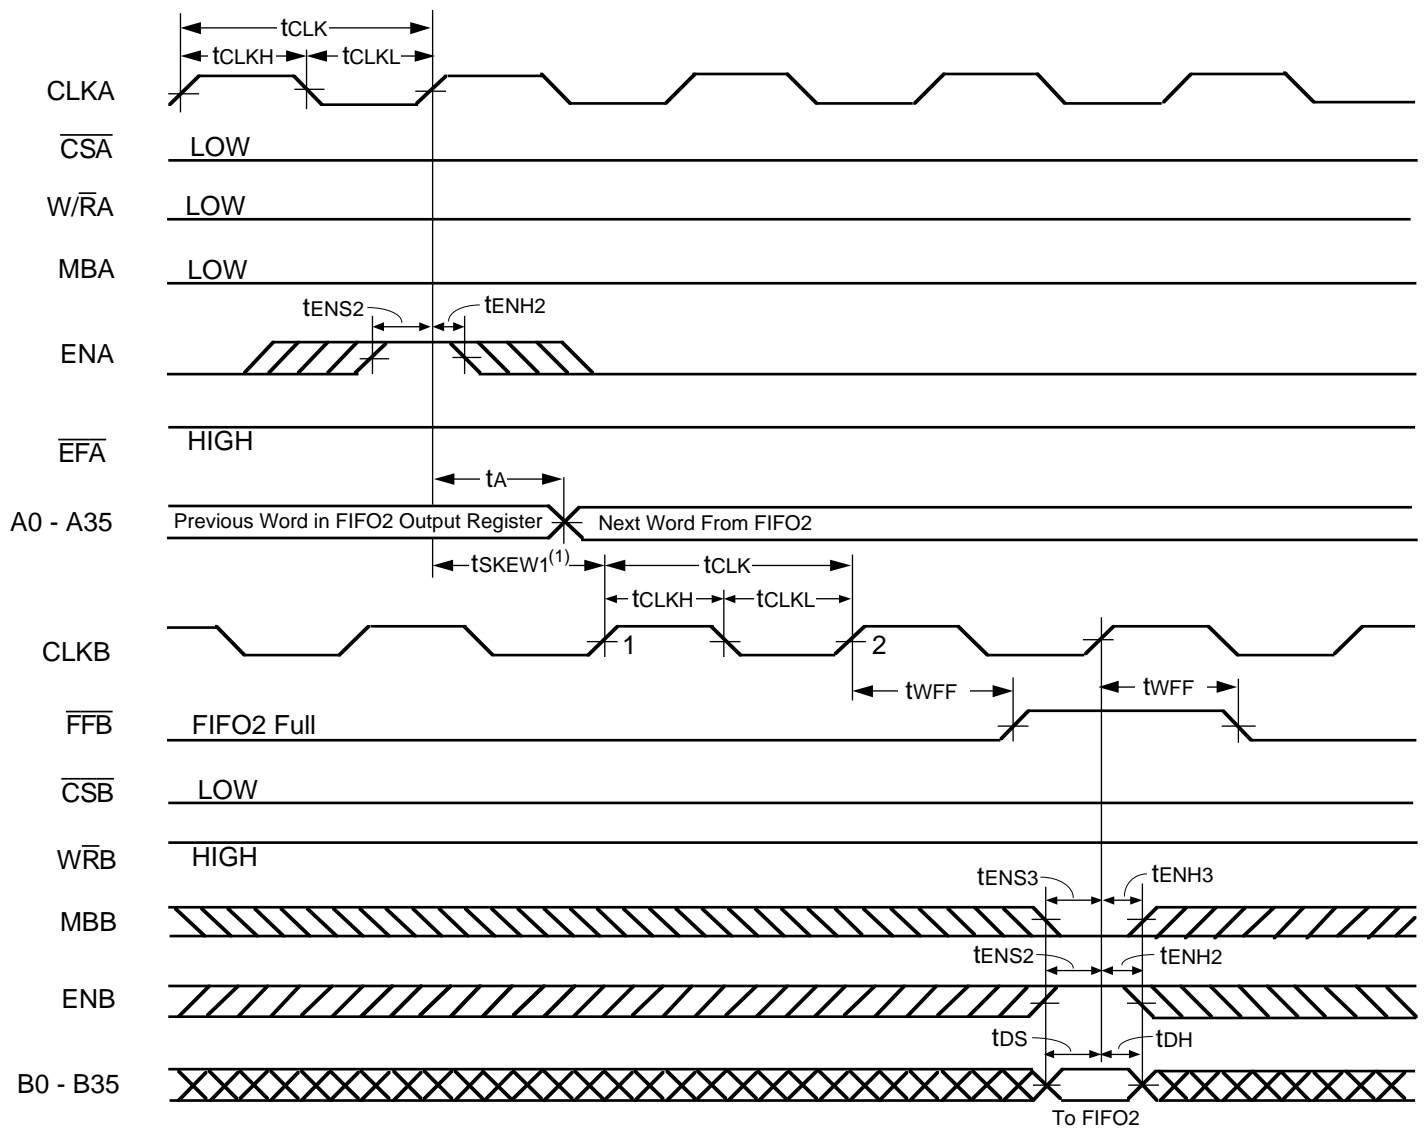 tCLK
tCLKH tCLKL
CLKA
CSA LOW
W/RA LOW
MBA LOW
tENS2 tENH2
ENA
EFA HIGH
tA
A0 - A35 Previous Word in FIFO2 Output Register Next Word From FIFO2
tSKEW1(1) tCLK
tCLKH tCLKL
CLKB 1 2
tWFF tWFF
FFB FIFO2 Full
CSB LOW
WRB HIGH
tENS3 tENH3
MBB
tENS2 tENH2
ENB
tDS tDH
B0 - B35
To FIFO2